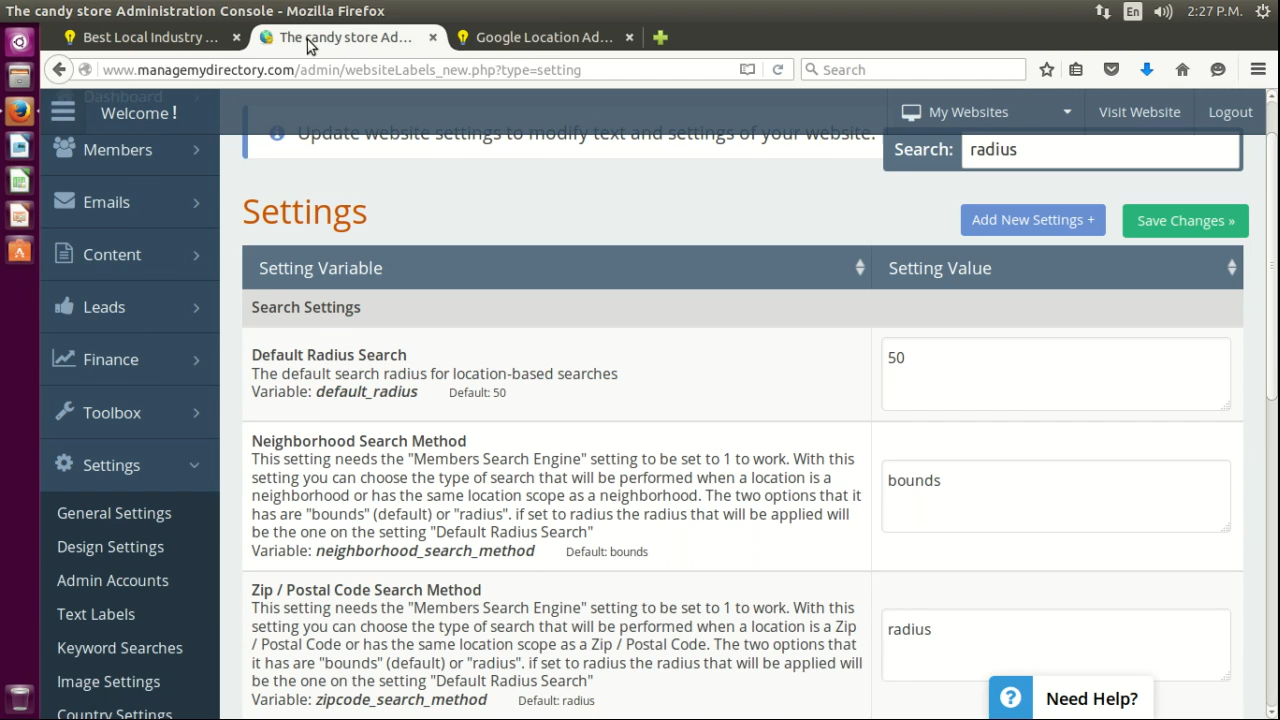 The candy store Administration Console - Mozilla Firefox
En
2:27 P.M.
Best Local Industry ...
The candy store Ad...
Google Location Ad...
www.managemydirectory.com/admin/websiteLabels_new.php?type=setting
Search
Dashboard
Welcome !
My Websites
Visit Website
Logout
Update website settings to modify text and settings of your website.
Search:
radius
Members
Emails
Content
Leads
Finance
Toolbox
Settings
General Settings
Design Settings
Admin Accounts
Text Labels
Keyword Searches
Image Settings
Country Settings
Settings
Add New Settings +
Save Changes »
Setting Variable
Setting Value
Search Settings
Default Radius Search
The default search radius for location-based searches
Variable: default_radius Default: 50
50
Neighborhood Search Method
This setting needs the "Members Search Engine" setting to be set to 1 to work. With this
setting you can choose the type of search that will be performed when a location is a
neighborhood or has the same location scope as a neighborhood. The two options that it
has are "bounds" (default) or "radius". if set to radius the radius that will be applied will
be the one on the setting "Default Radius Search"
Variable: neighborhood_search_method Default: bounds
bounds
Zip / Postal Code Search Method
This setting needs the "Members Search Engine" setting to be set to 1 to work. With this
setting you can choose the type of search that will be performed when a location is a Zip
/ Postal Code or has the same location scope as a Zip / Postal Code. The two options that
it has are "bounds" (default) or "radius". if set to radius the radius that will be applied will
be the one on the setting "Default Radius Search"
Variable: zipcode_search_method Default: radius
radius
Need Help?